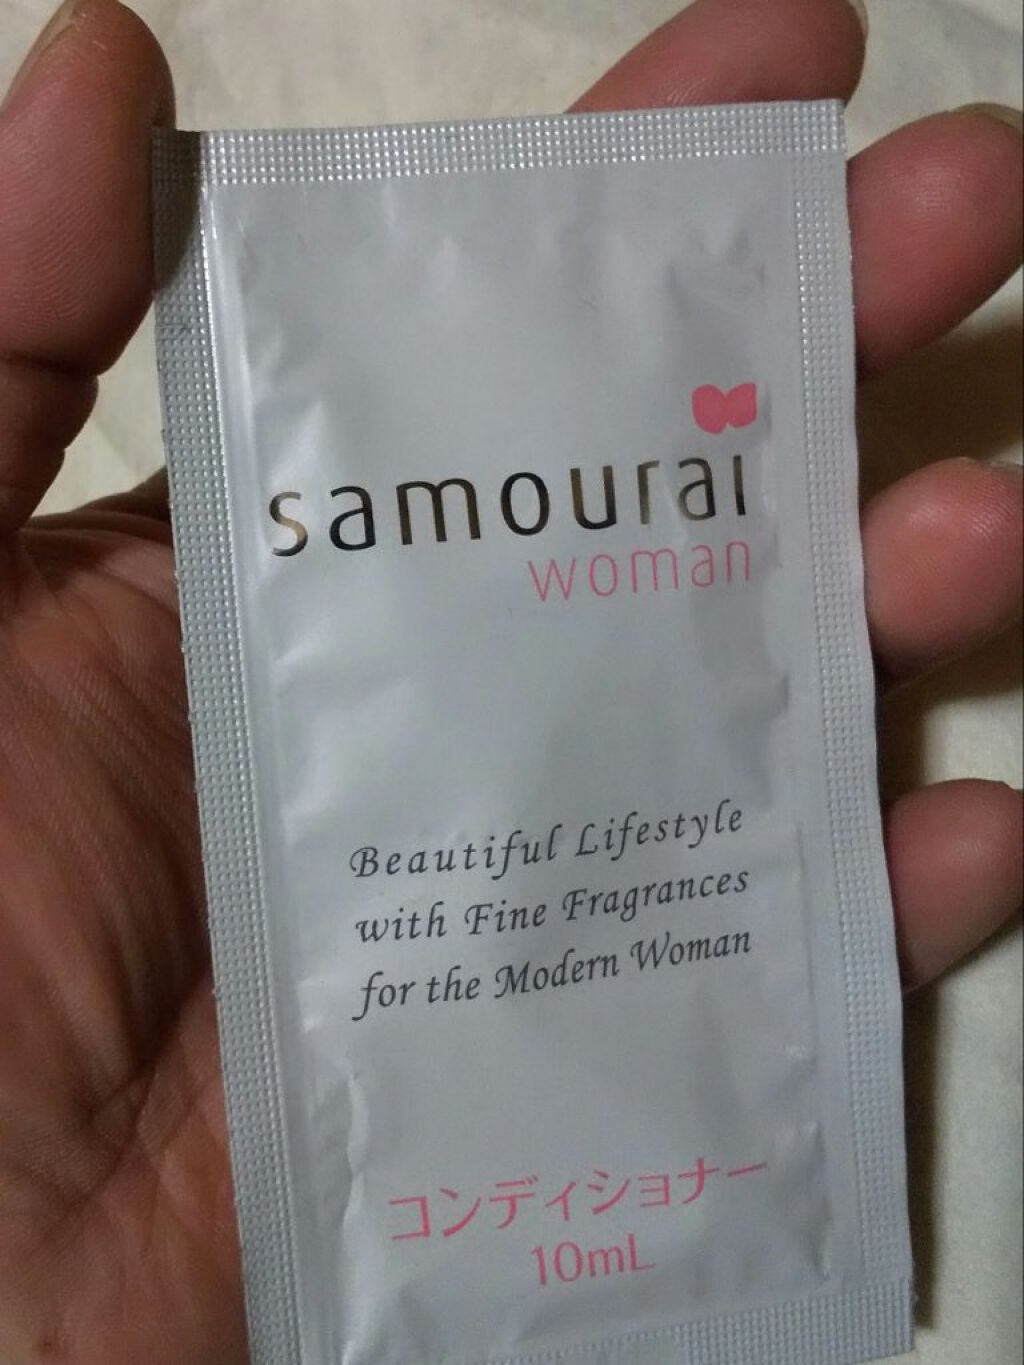 samourai
woman
Beautiful Lifestyle
with Fine Fragrances
for the Modern Woman
コンディショナー
10mL